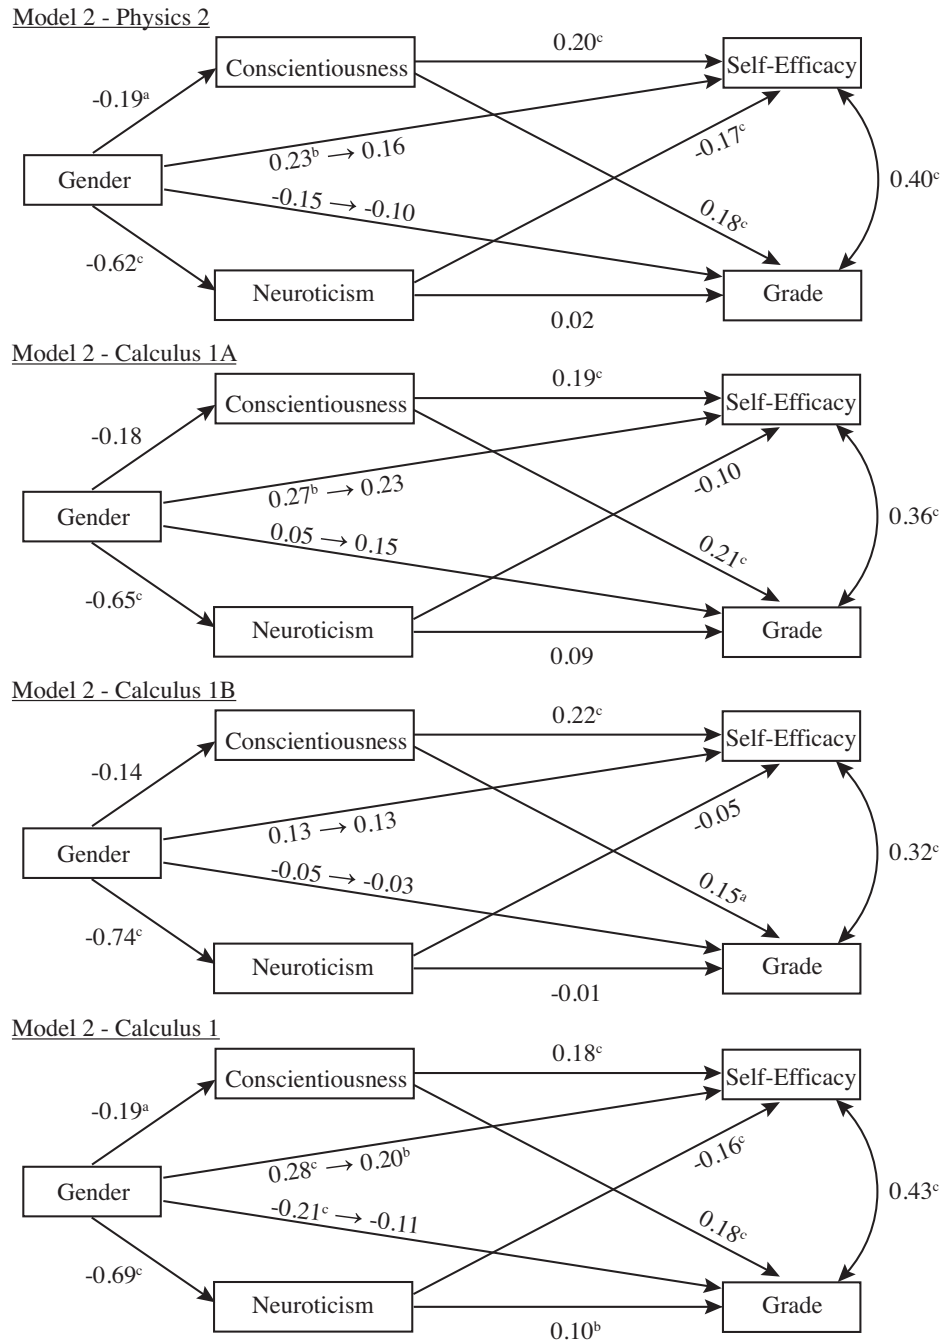 Model 2 - Physics 2
0.20ᶜ
Conscientiousness
Self-Efficacy
-0.19ᵃ
0.23ᵇ → 0.16
-0.17ᶜ
Gender
0.40ᶜ
-0.15 → -0.10
0.18ᶜ
-0.62ᶜ
Neuroticism
Grade
0.02
Model 2 - Calculus 1A
0.19ᶜ
Conscientiousness
Self-Efficacy
-0.18
0.27ᵇ → 0.23
-0.10
Gender
0.36ᶜ
0.05 → 0.15
0.21ᶜ
-0.65ᶜ
Neuroticism
Grade
0.09
Model 2 - Calculus 1B
0.22ᶜ
Conscientiousness
Self-Efficacy
-0.14
0.13 → 0.13
-0.05
Gender
0.32ᶜ
-0.05 → -0.03
0.15ᵃ
-0.74ᶜ
Neuroticism
Grade
-0.01
Model 2 - Calculus 1
0.18ᶜ
Conscientiousness
Self-Efficacy
-0.19ᵃ
0.28ᶜ → 0.20ᵇ
-0.16ᶜ
Gender
0.43ᶜ
-0.21ᶜ → -0.11
0.18ᶜ
-0.69ᶜ
Neuroticism
Grade
0.10ᵇ